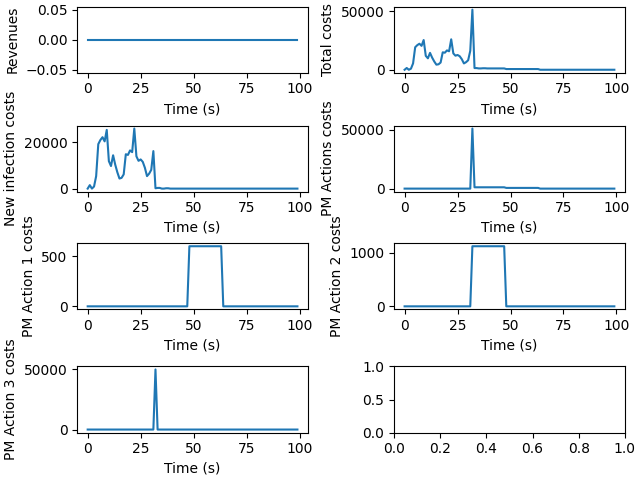 Revenues
0.05
0.00
−0.05
0 25 50 75 100
Time (s)
Total costs
50000
0
0 25 50 75 100
Time (s)
New infection costs
20000
0
0 25 50 75 100
Time (s)
PM Actions costs
50000
0
0 25 50 75 100
Time (s)
PM Action 1 costs
500
0
0 25 50 75 100
Time (s)
PM Action 2 costs
1000
0
0 25 50 75 100
Time (s)
PM Action 3 costs
50000
0
0 25 50 75 100
Time (s)
1.0
0.5
0.0
0.0 0.2 0.4 0.6 0.8 1.0